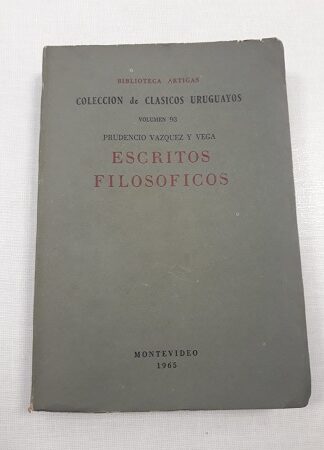 BIBLIOTECA ARTIGAS
COLECCION de CLASICOS URUGUAYOS
VOLUMEN 93
PRUDENCIO VAZQUEZ Y VEGA
ESCRITOS
FILOSOFICOS
MONTEVIDEO
1965